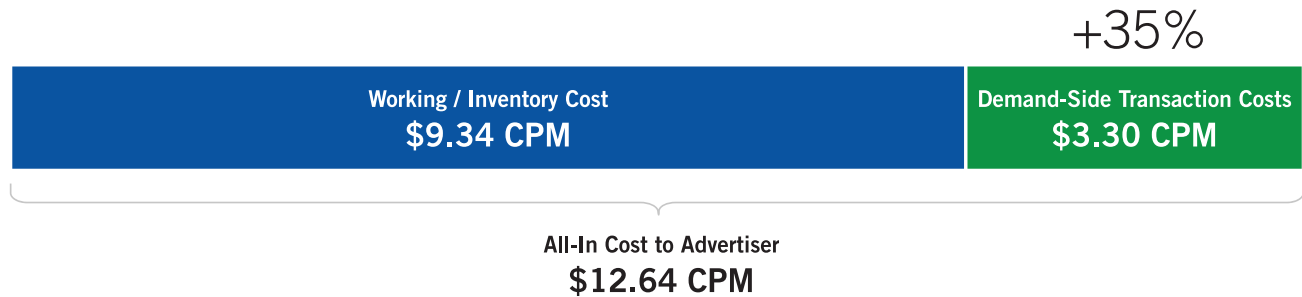 +35%
Working / Inventory Cost
$9.34 CPM
Demand-Side Transaction Costs
$3.30 CPM
All-In Cost to Advertiser
$12.64 CPM